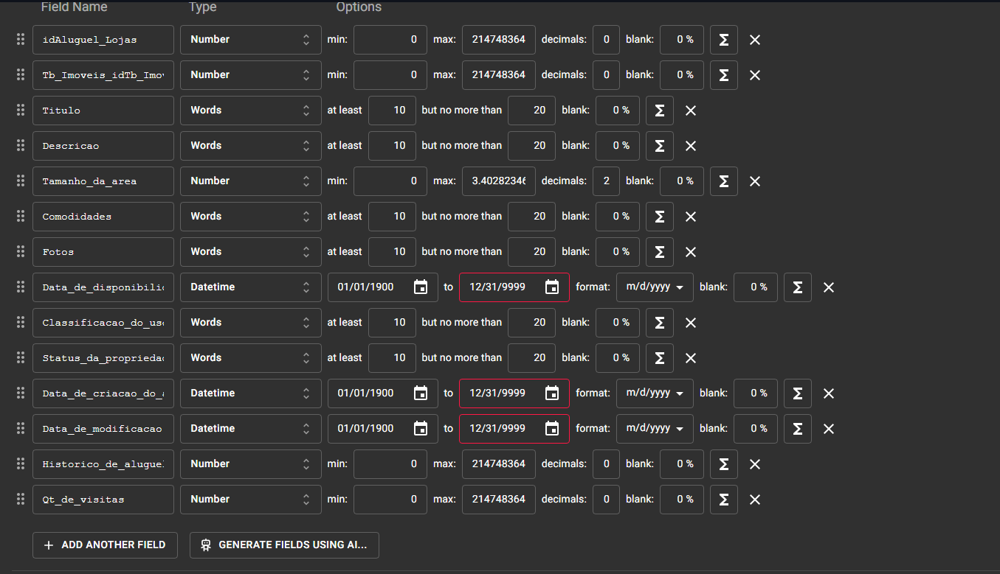 Field Name Type Options
idAluguel_Lojas Number min: 0 max: 214748364 decimals: 0 blank: 0 %
Tb_Imoveis_idTb_Imov Number min: 0 max: 214748364 decimals: 0 blank: 0 %
Titulo Words at least 10 but no more than 20 blank: 0 %
Descricao Words at least 10 but no more than 20 blank: 0 %
Tamanho_da_area Number min: 0 max: 3.40282346 decimals: 2 blank: 0 %
Comodidades Words at least 10 but no more than 20 blank: 0 %
Fotos Words at least 10 but no more than 20 blank: 0 %
Data_de_disponibilid Datetime 01/01/1900 to 12/31/9999 format: m/d/yyyy blank: 0 %
Classificacao_do_uso Words at least 10 but no more than 20 blank: 0 %
Status_da_propriedad Words at least 10 but no more than 20 blank: 0 %
Data_de_criacao_do_a Datetime 01/01/1900 to 12/31/9999 format: m/d/yyyy blank: 0 %
Data_de_modificacao Datetime 01/01/1900 to 12/31/9999 format: m/d/yyyy blank: 0 %
Historico_de_aluguel Number min: 0 max: 214748364 decimals: 0 blank: 0 %
Qt_de_visitas Number min: 0 max: 214748364 decimals: 0 blank: 0 %
+ ADD ANOTHER FIELD GENERATE FIELDS USING AI...